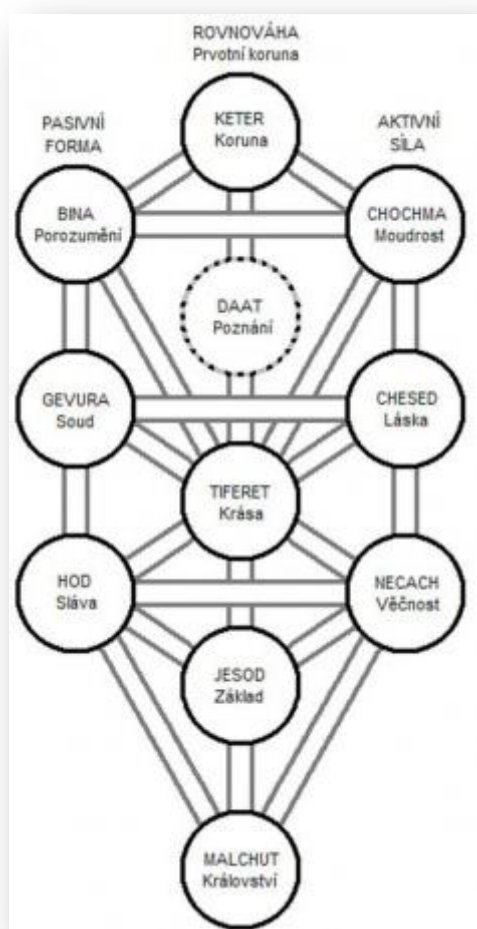 ROVNOVÁHA
Prvotní koruna
KETER
Koruna
PASIVNÍ
FORMA
AKTIVNÍ
SÍLA
BINA
Porozumění
CHOCHMA
Moudrost
DAAT
Poznání
GEVURA
Soud
CHESED
Láska
TIFERET
Krása
HOD
Sláva
NECACH
Věčnost
JESOD
Základ
MALCHUT
Království